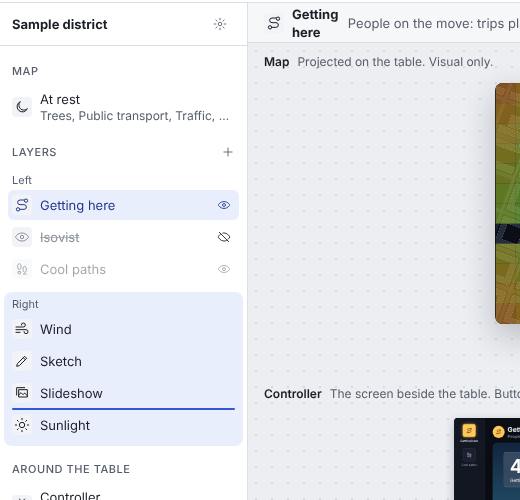 Sample district
MAP
At rest
Trees, Public transport, Traffic, ...
LAYERS
Left
Getting here
Isovist
Cool paths
Right
Wind
Sketch
Slideshow
Sunlight
AROUND THE TABLE
Controller
Getting here
People on the move: trips pl
Map Projected on the table. Visual only.
Controller The screen beside the table. Butto
4